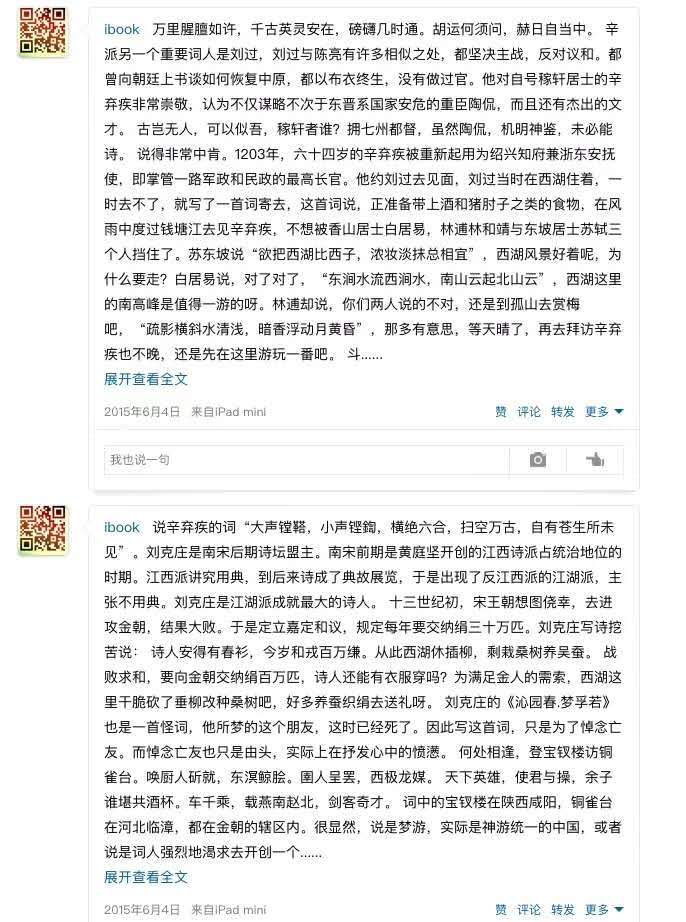 ibook 万里腥膻如许，千古英灵安在，磅礴几时通。胡运何须问，赫日自当中。 辛
派另一个重要词人是刘过，刘过与陈亮有许多相似之处，都坚决主战，反对议和。都
曾向朝廷上书谈如何恢复中原，都以布衣终生，没有做过官。他对自号稼轩居士的辛
弃疾非常崇敬，认为不仅谋略不次于东晋系国家安危的重臣陶侃，而且还有杰出的文
才。 古岂无人，可以似吾，稼轩者谁？拥七州都督，虽然陶侃，机明神鉴，未必能
诗。 说得非常中肯。1203年，六十四岁的辛弃疾被重新起用为绍兴知府兼浙东安抚
使，即掌管一路军政和民政的最高长官。他约刘过去见面，刘过当时在西湖住着，一
时去不了，就写了一首词寄去，这首词说，正准备带上酒和猪肘子之类的食物，在风
雨中度过钱塘江去见辛弃疾，不想被香山居士白居易，林逋林和靖与东坡居士苏轼三
个人挡住了。苏东坡说“欲把西湖比西子，浓妆淡抹总相宜”，西湖风景好着呢，为
什么要走？白居易说，对了对了，“东涧水流西涧水，南山云起北山云”，西湖这里
的南高峰是值得一游的呀。林逋却说，你们两人说的不对，还是到孤山去赏梅
吧，“疏影横斜水清浅，暗香浮动月黄昏”，那多有意思，等天晴了，再去拜访辛弃
疾也不晚，还是先在这里游玩一番吧。 斗......
展开查看全文
2015年6月4日 来自iPad mini 赞 评论 转发 更多
我也说一句
ibook 说辛弃疾的词“大声镗鞳，小声铿鍧，横绝六合，扫空万古，自有苍生所未
见”。刘克庄是南宋后期诗坛盟主。南宋前期是黄庭坚开创的江西诗派占统治地位的
时期。江西派讲究用典，到后来诗成了典故展览，于是出现了反江西派的江湖派，主
张不用典。刘克庄是江湖派成就最大的诗人。 十三世纪初，宋王朝想图侥幸，去进
攻金朝，结果大败。于是定立嘉定和议，规定每年要交纳绢三十万匹。刘克庄写诗挖
苦说： 诗人安得有春衫，今岁和戎百万缣。从此西湖休插柳，剩栽桑树养吴蚕。 战
败求和，要向金朝交纳绢百万匹，诗人还能有衣服穿吗？为满足金人的需索，西湖这
里干脆砍了垂柳改种桑树吧，好多养蚕织绢去送礼呀。 刘克庄的《沁园春.梦孚若》
也是一首怪词，他所梦的这个朋友，这时已经死了。因此写这首词，只是为了悼念亡
友。而悼念亡友也只是由头，实际上在抒发心中的愤懑。 何处相逢，登宝钗楼访铜
雀台。唤厨人斫就，东溟鲸脍。圉人呈罢，西极龙媒。 天下英雄，使君与操，余子
谁堪共酒杯。车千乘，载燕南赵北，剑客奇才。 词中的宝钗楼在陕西咸阳，铜雀台
在河北临漳，都在金朝的辖区内。很显然，说是梦游，实际是神游统一的中国，或者
说是词人强烈地渴求去开创一个......
展开查看全文
2015年6月4日 来自iPad mini 赞 评论 转发 更多